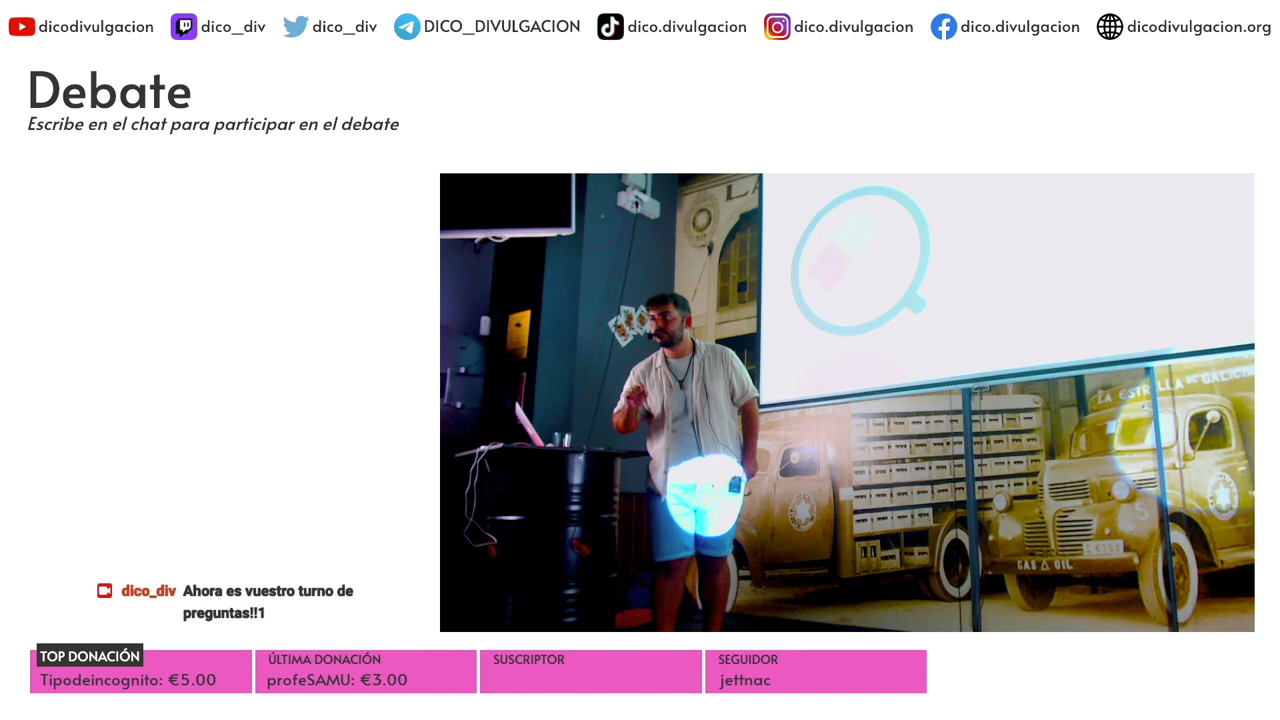 dicodivulgacion dico_div dico_div DICO_DIVULGACION dico.divulgacion dico.divulgacion dico.divulgacion dicodivulgacion.org
Debate
Escribe en el chat para participar en el debate
LA
LA ESTRELLA DE GALICIA
S
GAS OIL
dico_div Ahora es vuestro turno de
preguntas!!1
TOP DONACIÓN
Tipodeincognito: €5.00
ÚLTIMA DONACIÓN
profeSAMU: €3.00
SUSCRIPTOR
SEGUIDOR
jettnac